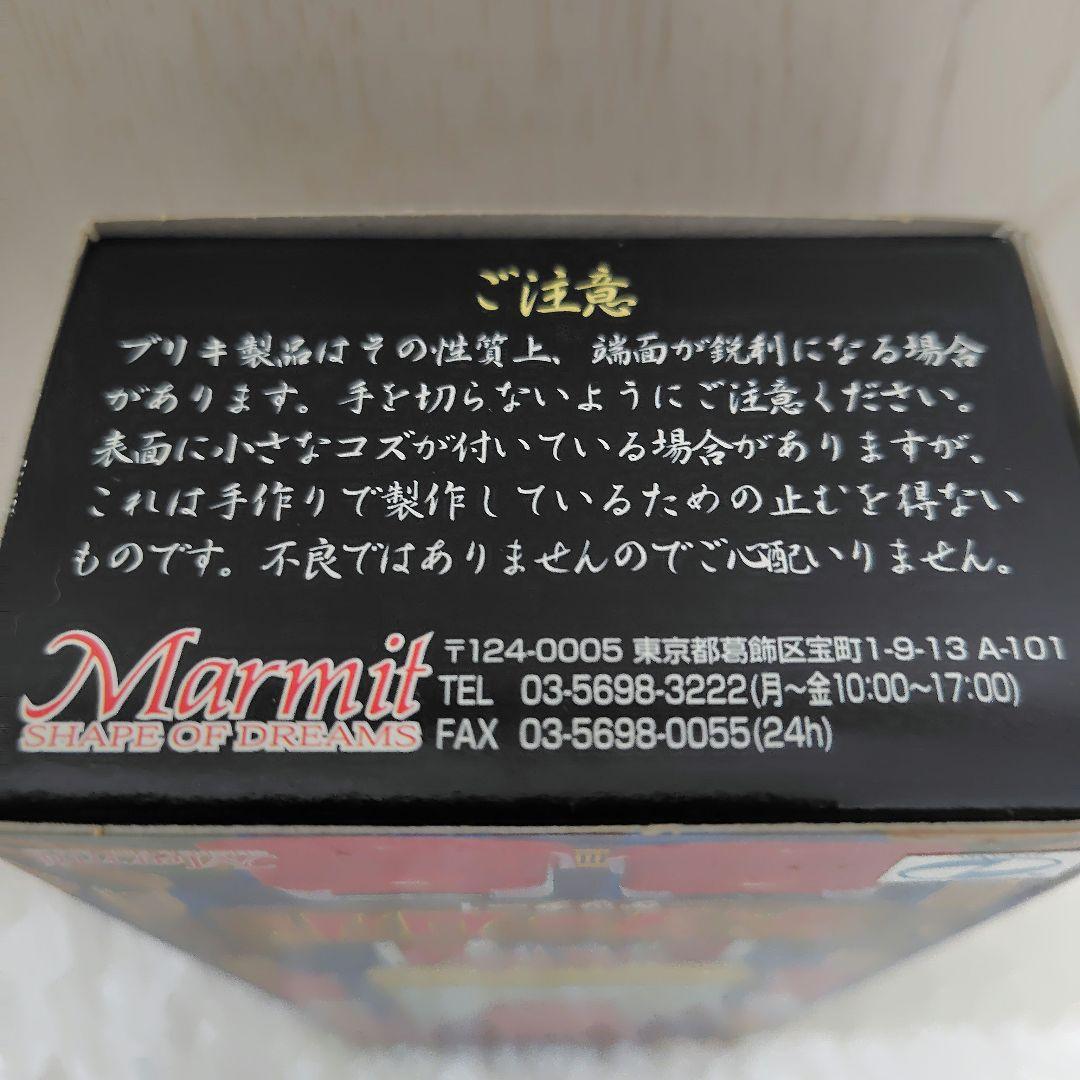 ご注意
ブリキ製品はその性質上、端面が鋭利になる場合
があります。手を切らないようにご注意ください。
表面に小さなコズが付いている場合がありますが、
これは手作りで製作しているための止むを得ない
ものです。不良ではありませんのでご心配いりません。
Marmit
SHAPE OF DREAMS
〒124-0005 東京都葛飾区宝町1-9-13 A-101
TEL 03-5698-3222(月～金10:00～17:00)
FAX 03-5698-0055(24h)